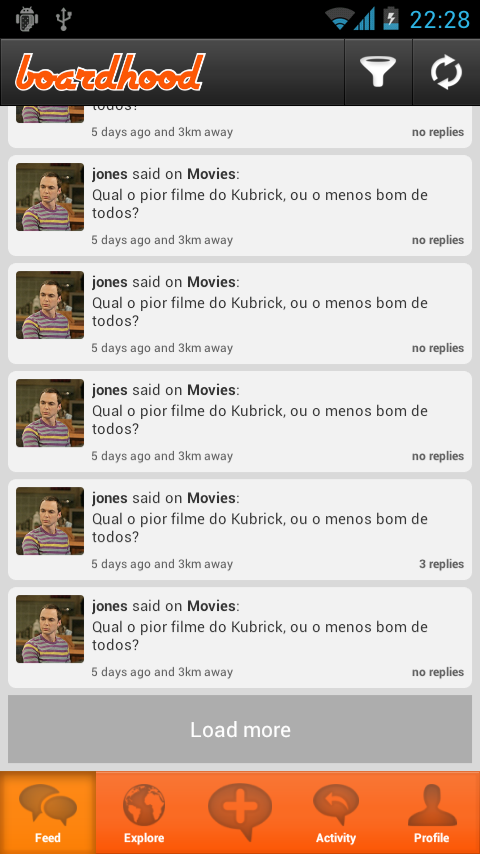 22:28
boardhood
todos?
5 days ago and 3km away no replies
jones said on Movies:
Qual o pior filme do Kubrick, ou o menos bom de
todos?
5 days ago and 3km away no replies
jones said on Movies:
Qual o pior filme do Kubrick, ou o menos bom de
todos?
5 days ago and 3km away no replies
jones said on Movies:
Qual o pior filme do Kubrick, ou o menos bom de
todos?
5 days ago and 3km away no replies
jones said on Movies:
Qual o pior filme do Kubrick, ou o menos bom de
todos?
5 days ago and 3km away 3 replies
jones said on Movies:
Qual o pior filme do Kubrick, ou o menos bom de
todos?
5 days ago and 3km away no replies
Load more
Feed Explore Activity Profile